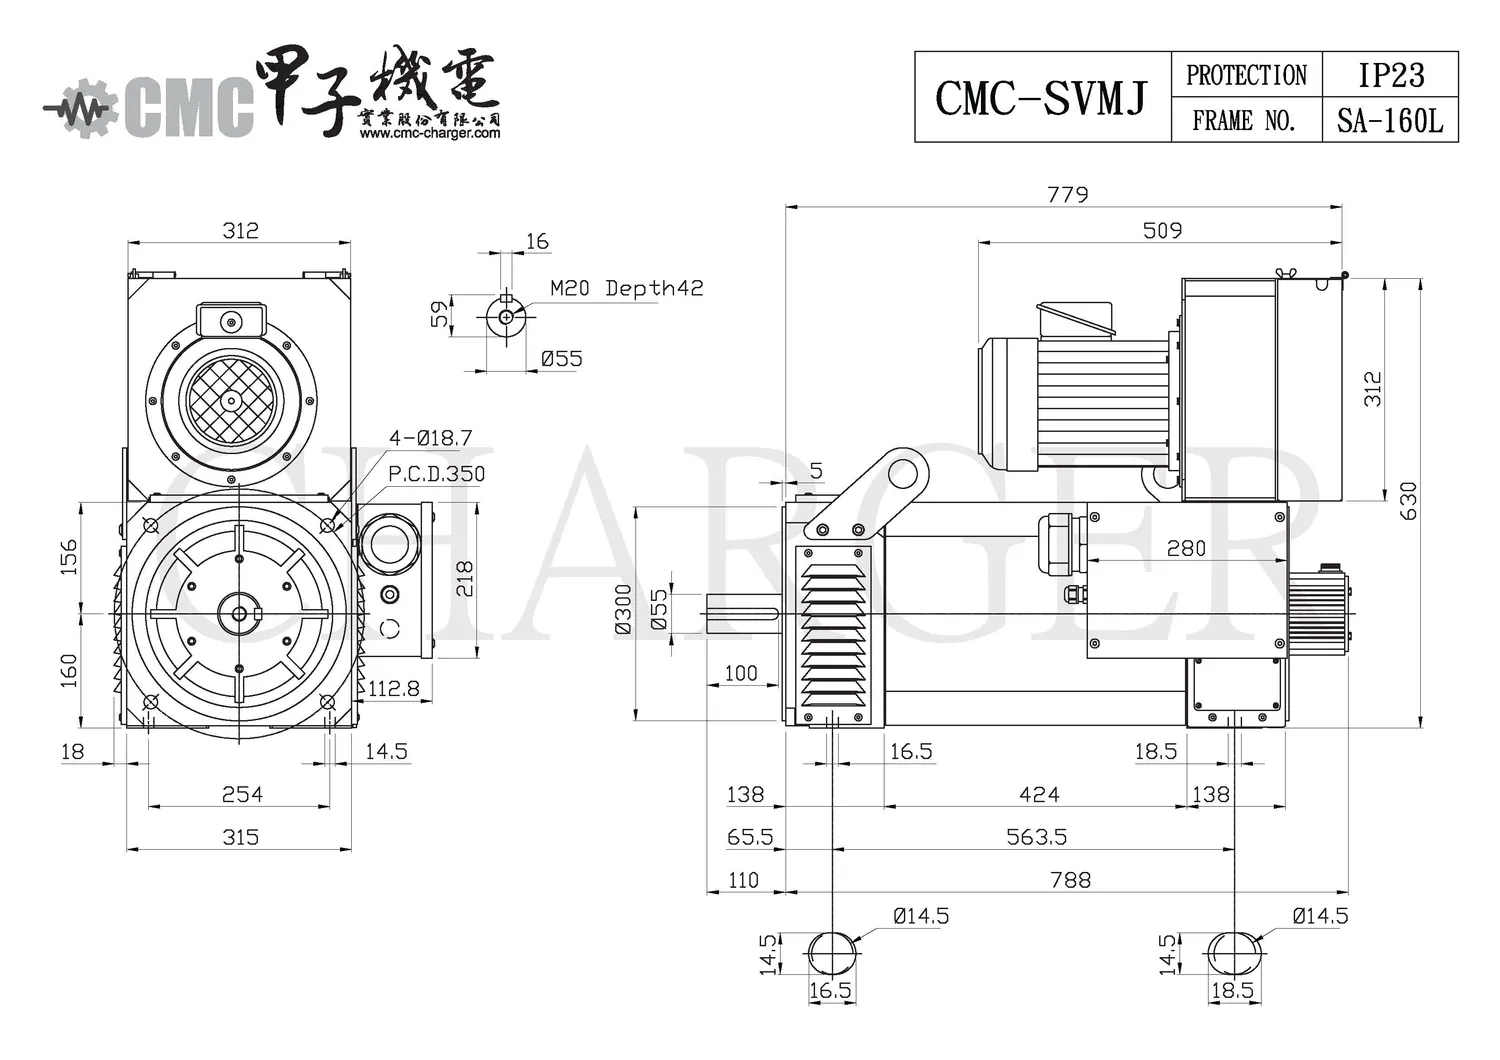 CMC 甲子機電
實業股份有限公司
www.cmc-charger.com
CMC-SVMJ
PROTECTION IP23
FRAME NO. SA-160L
779
509
312
16
M20 Depth42
59
Ø55
4-Ø18.7
P.C.D.350
156
160
218
112.8
18
14.5
254
315
5
312
630
280
Ø300
Ø55
100
16.5
18.5
138
424
138
65.5
563.5
110
788
Ø14.5
14.5
16.5
Ø14.5
14.5
18.5
CHARGER